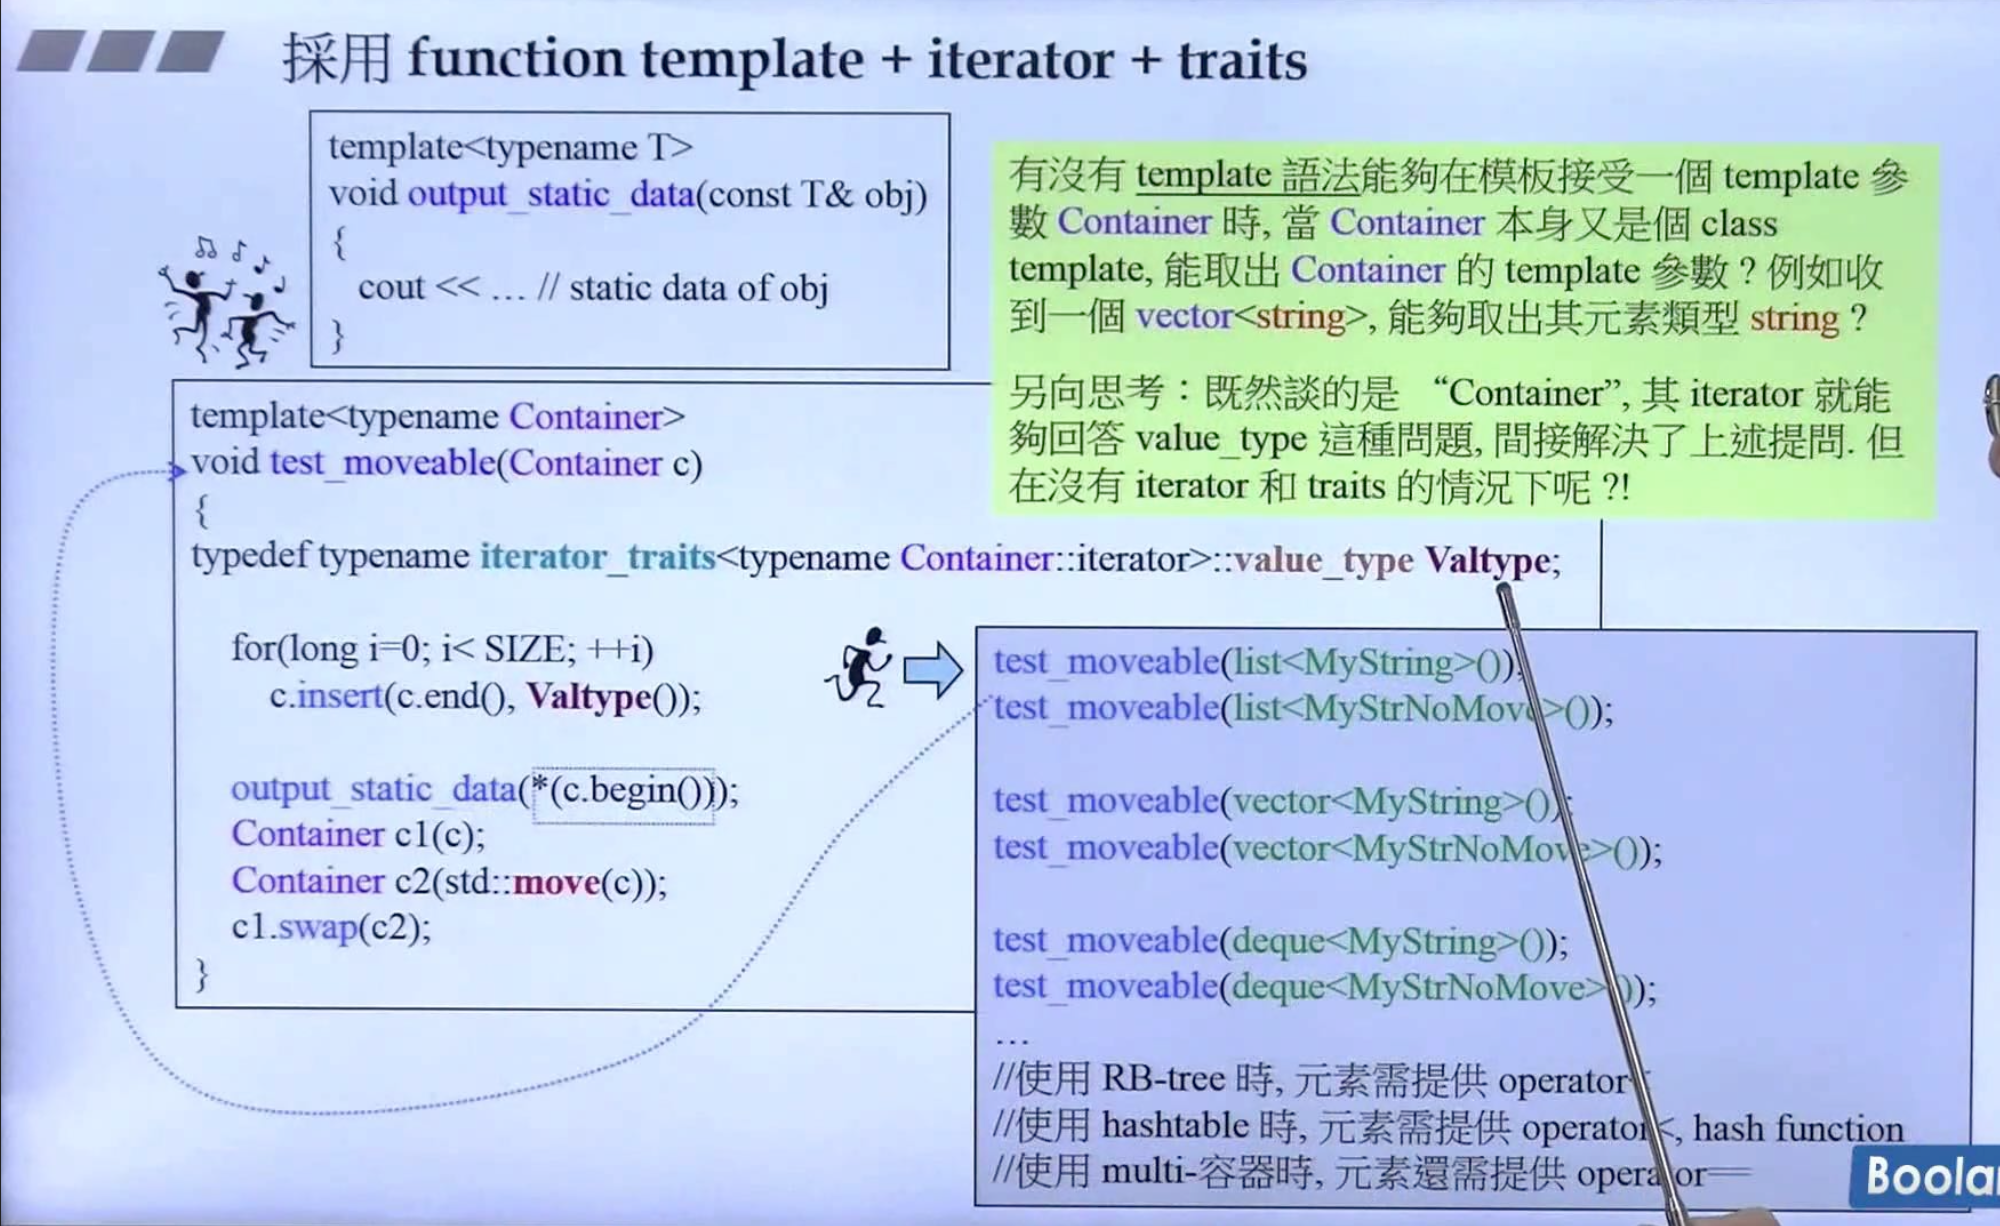 採用 function template + iterator + traits
template<typename T>
void output_static_data(const T& obj)
{
cout << … // static data of obj
}
有沒有 template 語法能夠在模板接受一個 template 參
數 Container 時, 當 Container 本身又是個 class
template, 能取出 Container 的 template 參數？例如收
到一個 vector<string>, 能夠取出其元素類型 string？
另向思考：既然談的是 “Container”, 其 iterator 就能
夠回答 value_type 這種問題, 間接解決了上述提問. 但
在沒有 iterator 和 traits 的情況下呢 ?!
template<typename Container>
void test_moveable(Container c)
{
typedef typename iterator_traits<typename Container::iterator>::value_type Valtype;
for(long i=0; i< SIZE; ++i)
c.insert(c.end(), Valtype());
output_static_data(*(c.begin()));
Container c1(c);
Container c2(std::move(c));
c1.swap(c2);
}
test_moveable(list<MyString>());
test_moveable(list<MyStrNoMove>());
test_moveable(vector<MyString>());
test_moveable(vector<MyStrNoMove>());
test_moveable(deque<MyString>());
test_moveable(deque<MyStrNoMove>());
…
//使用 RB-tree 時, 元素需提供 operator
//使用 hashtable 時, 元素需提供 operator<, hash function
//使用 multi-容器時, 元素還需提供 operator==
Boolan